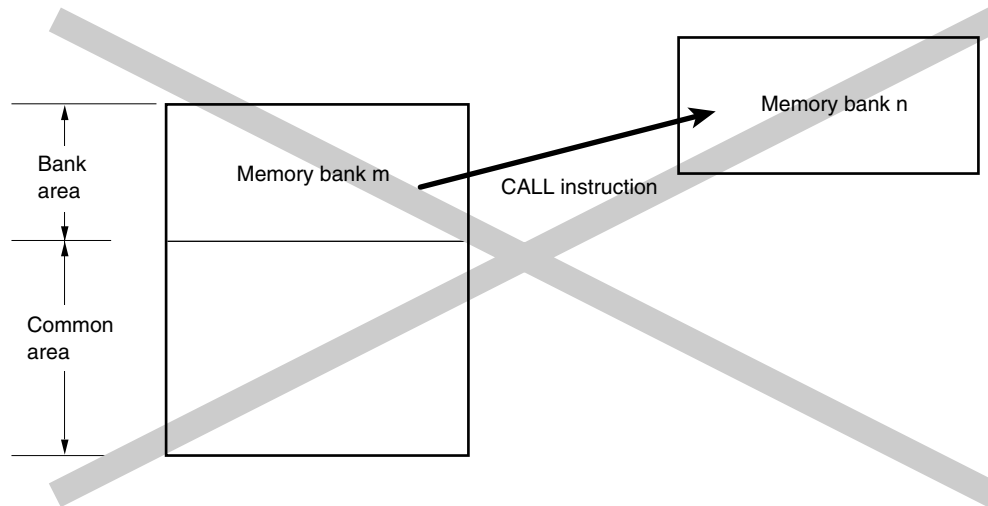 Memory bank n
Bank
area
Memory bank m
CALL instruction
Common
area